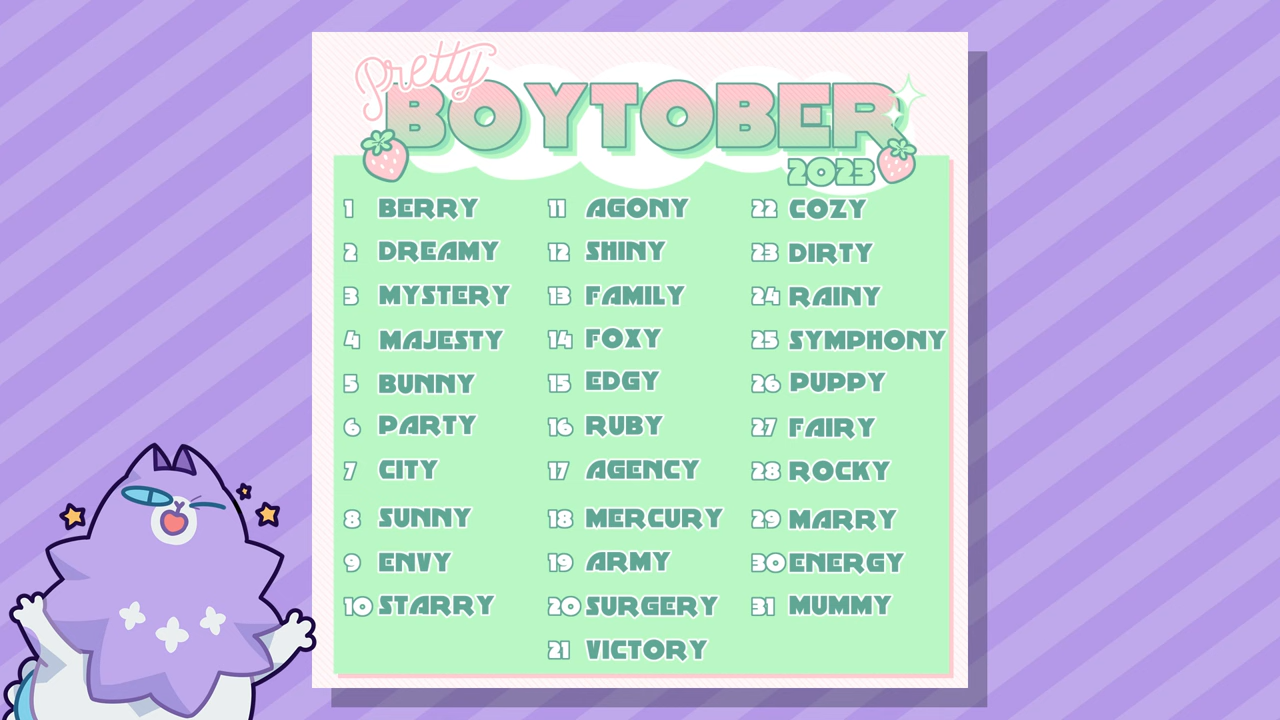 Pretty
BOYTOBER
2023
1 BERRY
2 DREAMY
3 MYSTERY
4 MAJESTY
5 BUNNY
6 PARTY
7 CITY
8 SUNNY
9 ENVY
10 STARRY
11 AGONY
12 SHINY
13 FAMILY
14 FOXY
15 EDGY
16 RUBY
17 AGENCY
18 MERCURY
19 ARMY
20 SURGERY
21 VICTORY
22 COZY
23 DIRTY
24 RAINY
25 SYMPHONY
26 PUPPY
27 FAIRY
28 ROCKY
29 MARRY
30 ENERGY
31 MUMMY